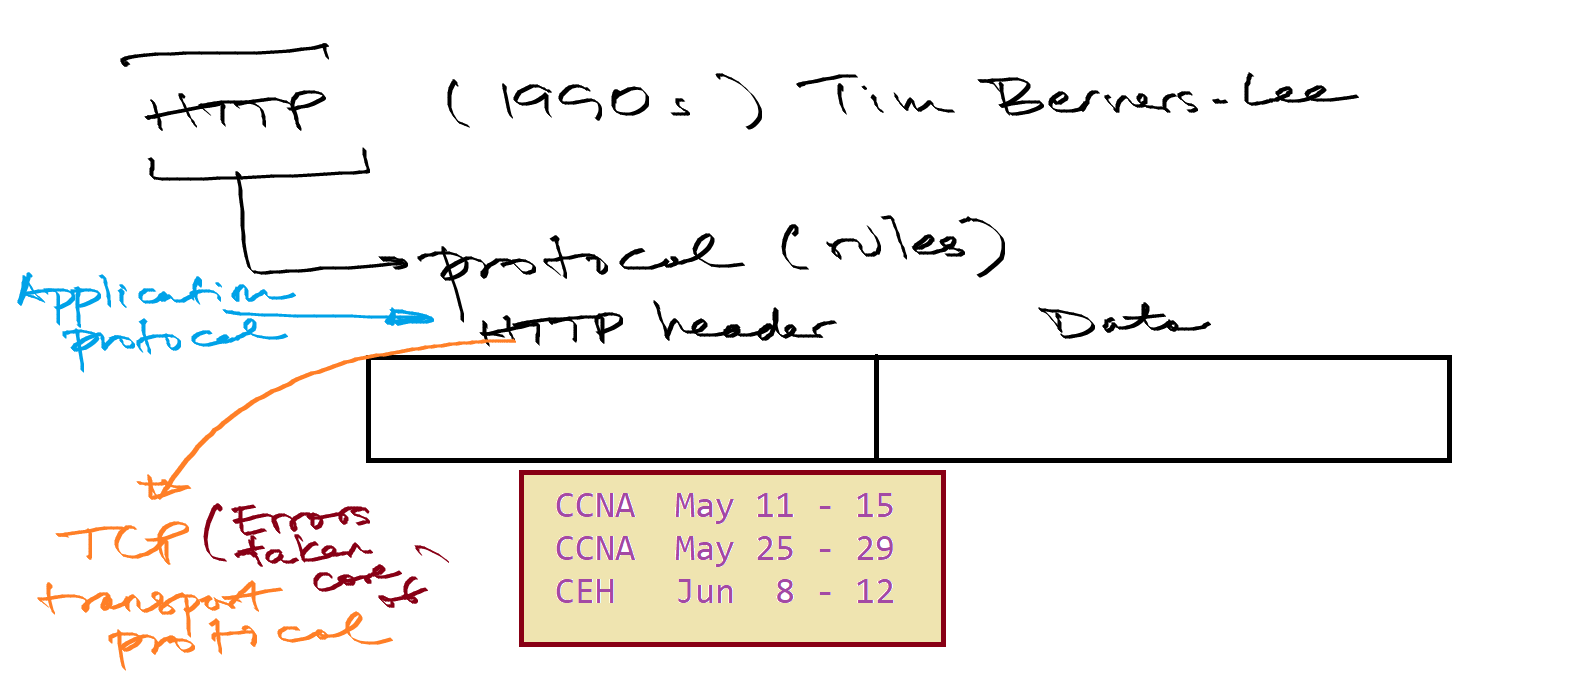 HTTP (1990s) Tim Berners-Lee
protocol (rules)
Application
protocol
HTTP header Data
CCNA May 11 - 15
CCNA May 25 - 29
CEH Jun 8 - 12
TCP (Errors
taken
care of)
transport
protocol